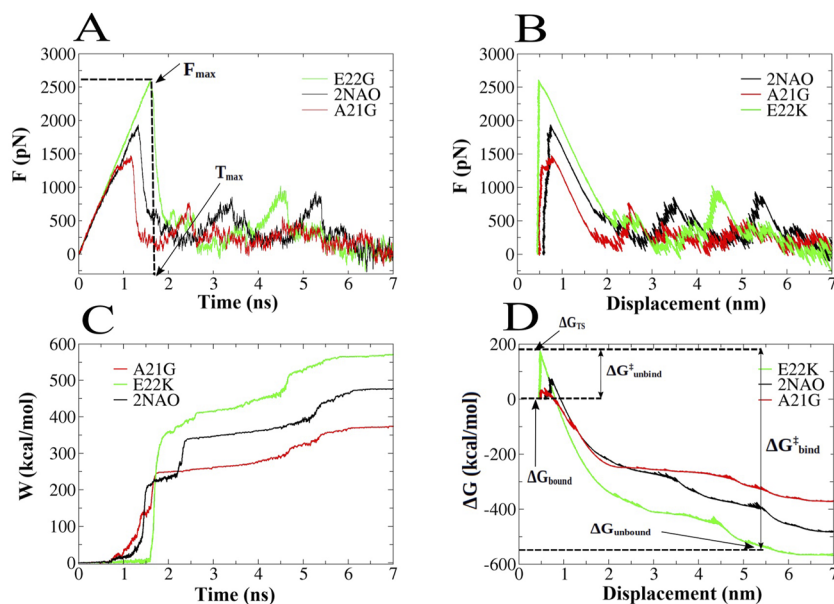 A
3000
2500
2000
1500
1000
500
0
F (pN)
Fmax
Tmax
E22G
2NAO
A21G
0 1 2 3 4 5 6 7
Time (ns)
B
3000
2500
2000
1500
1000
500
0
F (pN)
2NAO
A21G
E22K
0 1 2 3 4 5 6 7
Displacement (nm)
C
600
500
400
300
200
100
0
W (kcal/mol)
A21G
E22K
2NAO
0 1 2 3 4 5 6 7
Time (ns)
D
200
0
-200
-400
-600
ΔG (kcal/mol)
ΔGTS
ΔG‡unbind
E22K
2NAO
A21G
ΔG‡bind
ΔGbound
ΔGunbound
0 1 2 3 4 5 6 7
Displacement (nm)